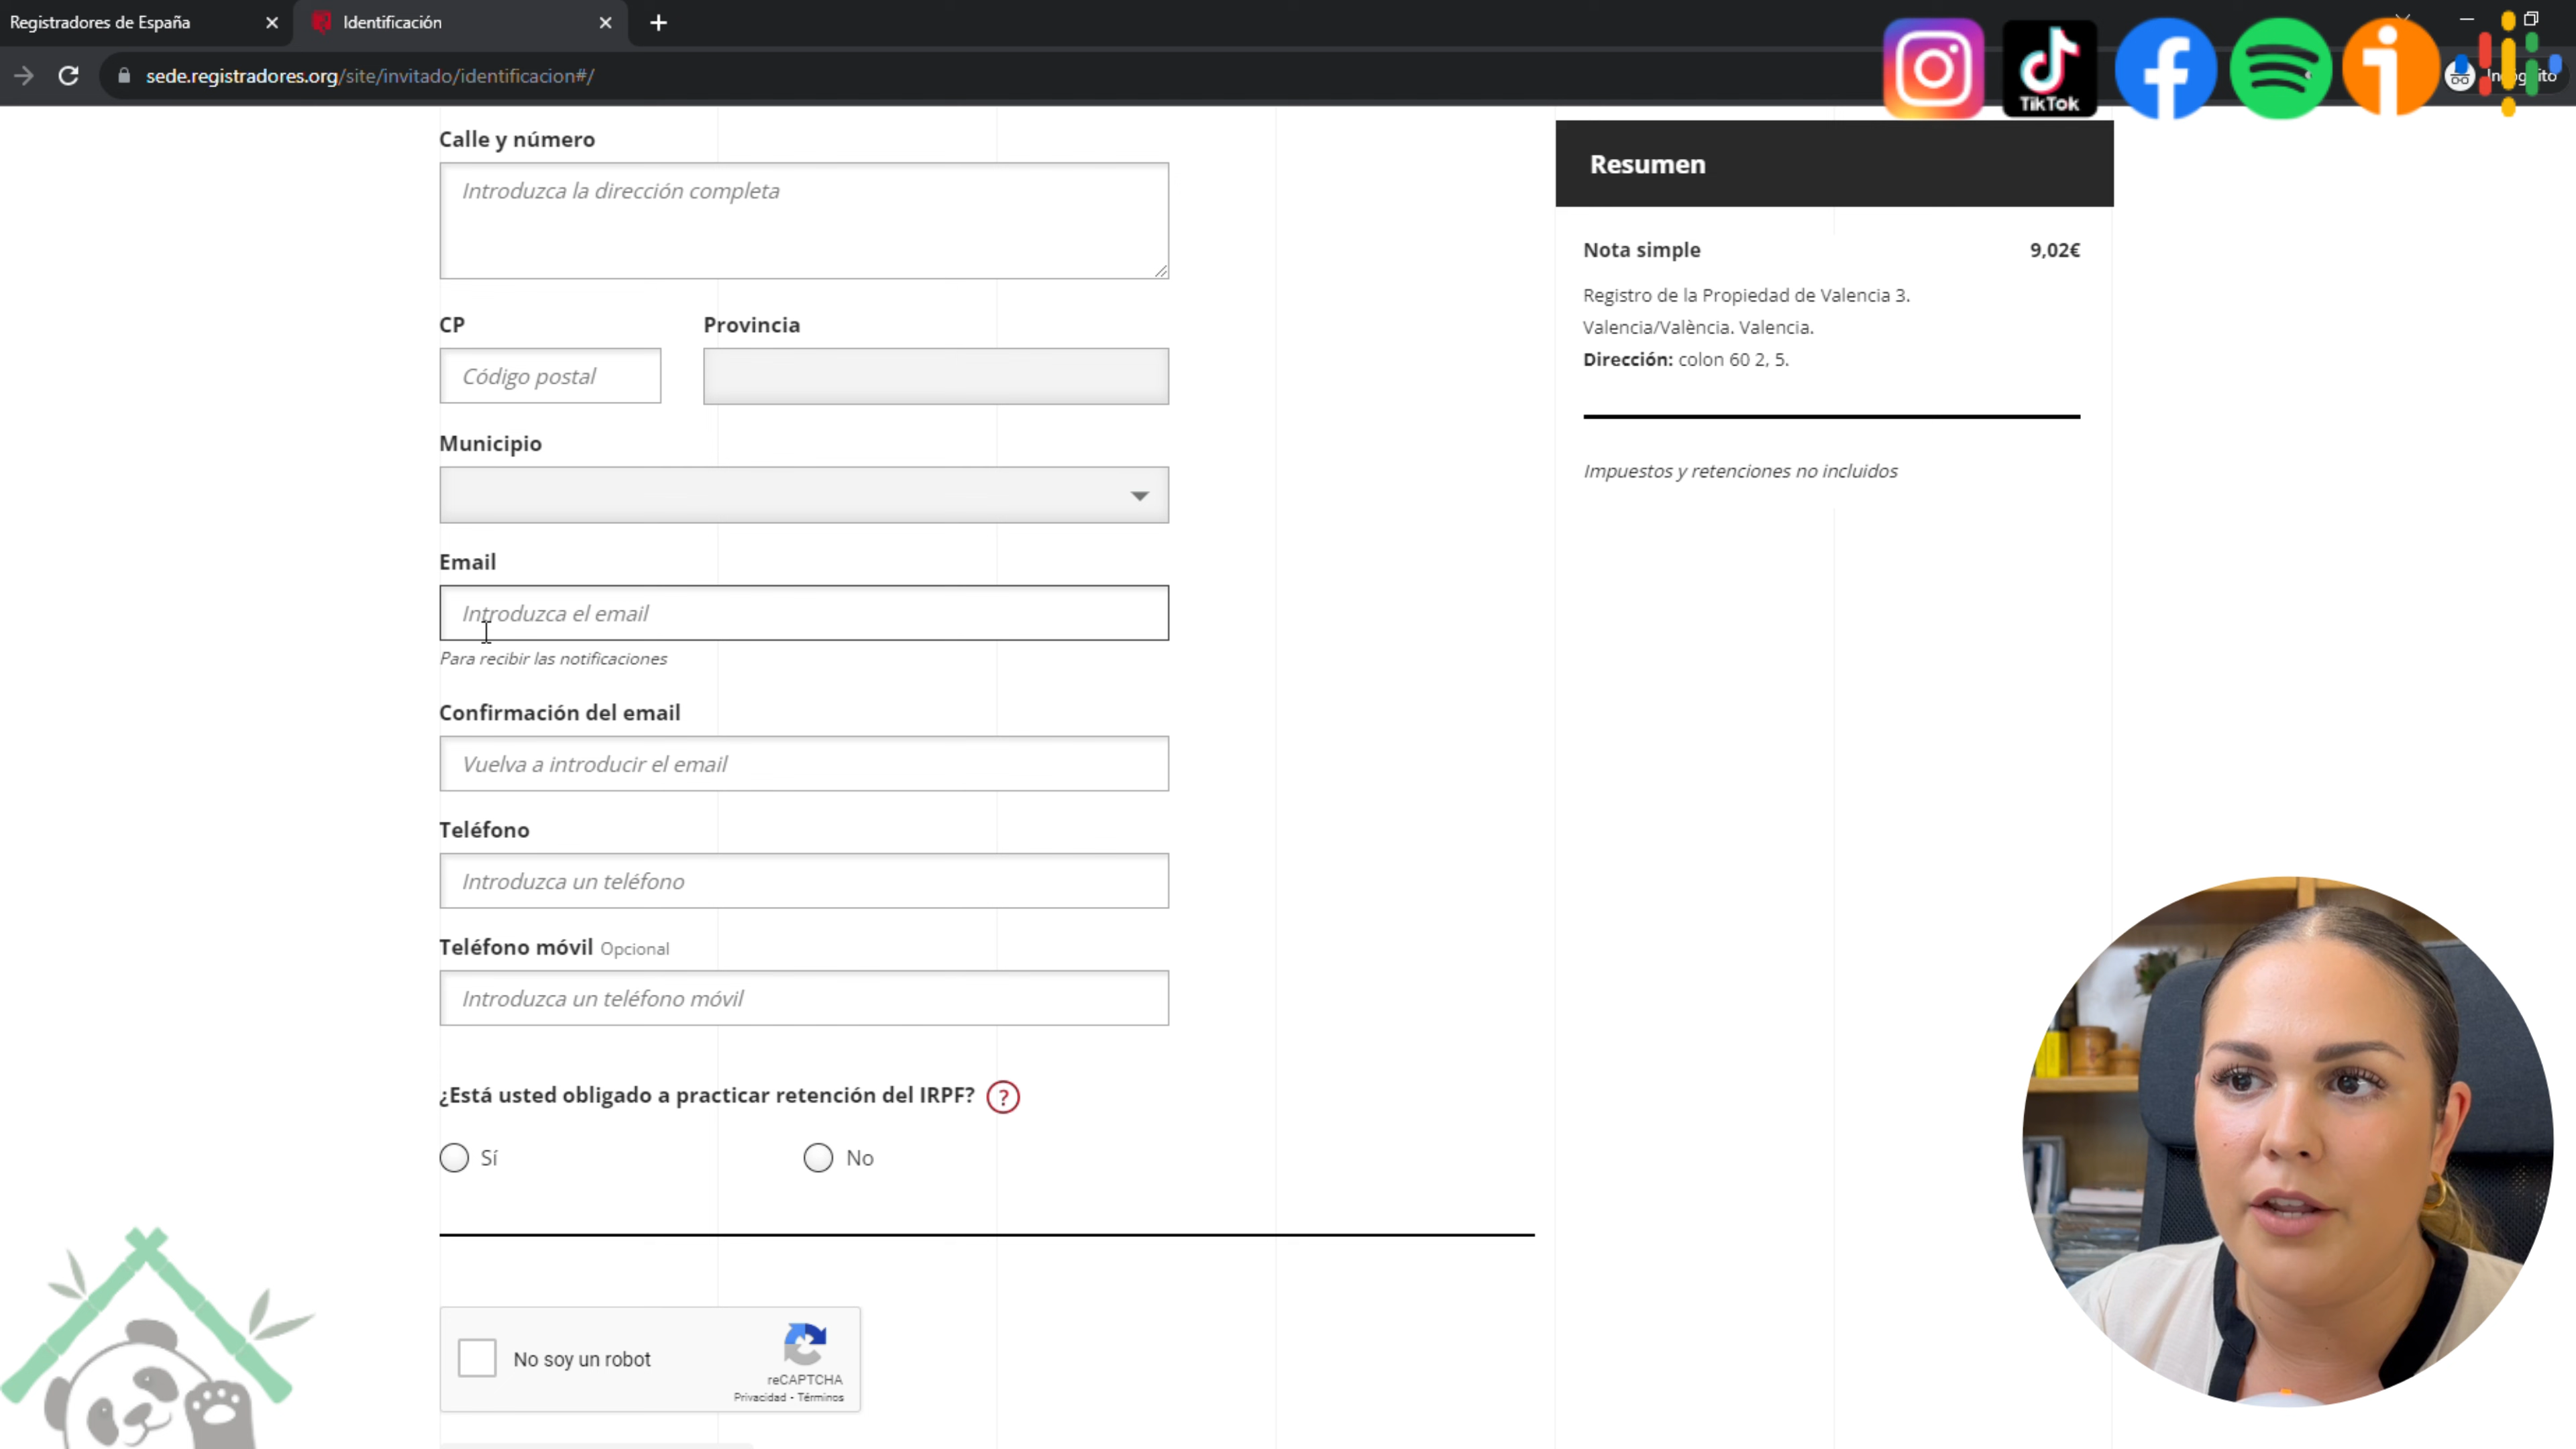 Registradores de España
Identificación
sede.registradores.org/site/invitado/identificacion#/
TikTok
Calle y número
Introduzca la dirección completa
CP
Provincia
Código postal
Municipio
Email
Introduzca el email
Para recibir las notificaciones
Confirmación del email
Vuelva a introducir el email
Teléfono
Introduzca un teléfono
Teléfono móvil Opcional
Introduzca un teléfono móvil
¿Está usted obligado a practicar retención del IRPF? ?
Sí
No
No soy un robot
reCAPTCHA
Privacidad - Términos
Resumen
Nota simple 9,02€
Registro de la Propiedad de Valencia 3.
Valencia/València. Valencia.
Dirección: colon 60 2, 5.
Impuestos y retenciones no incluidos